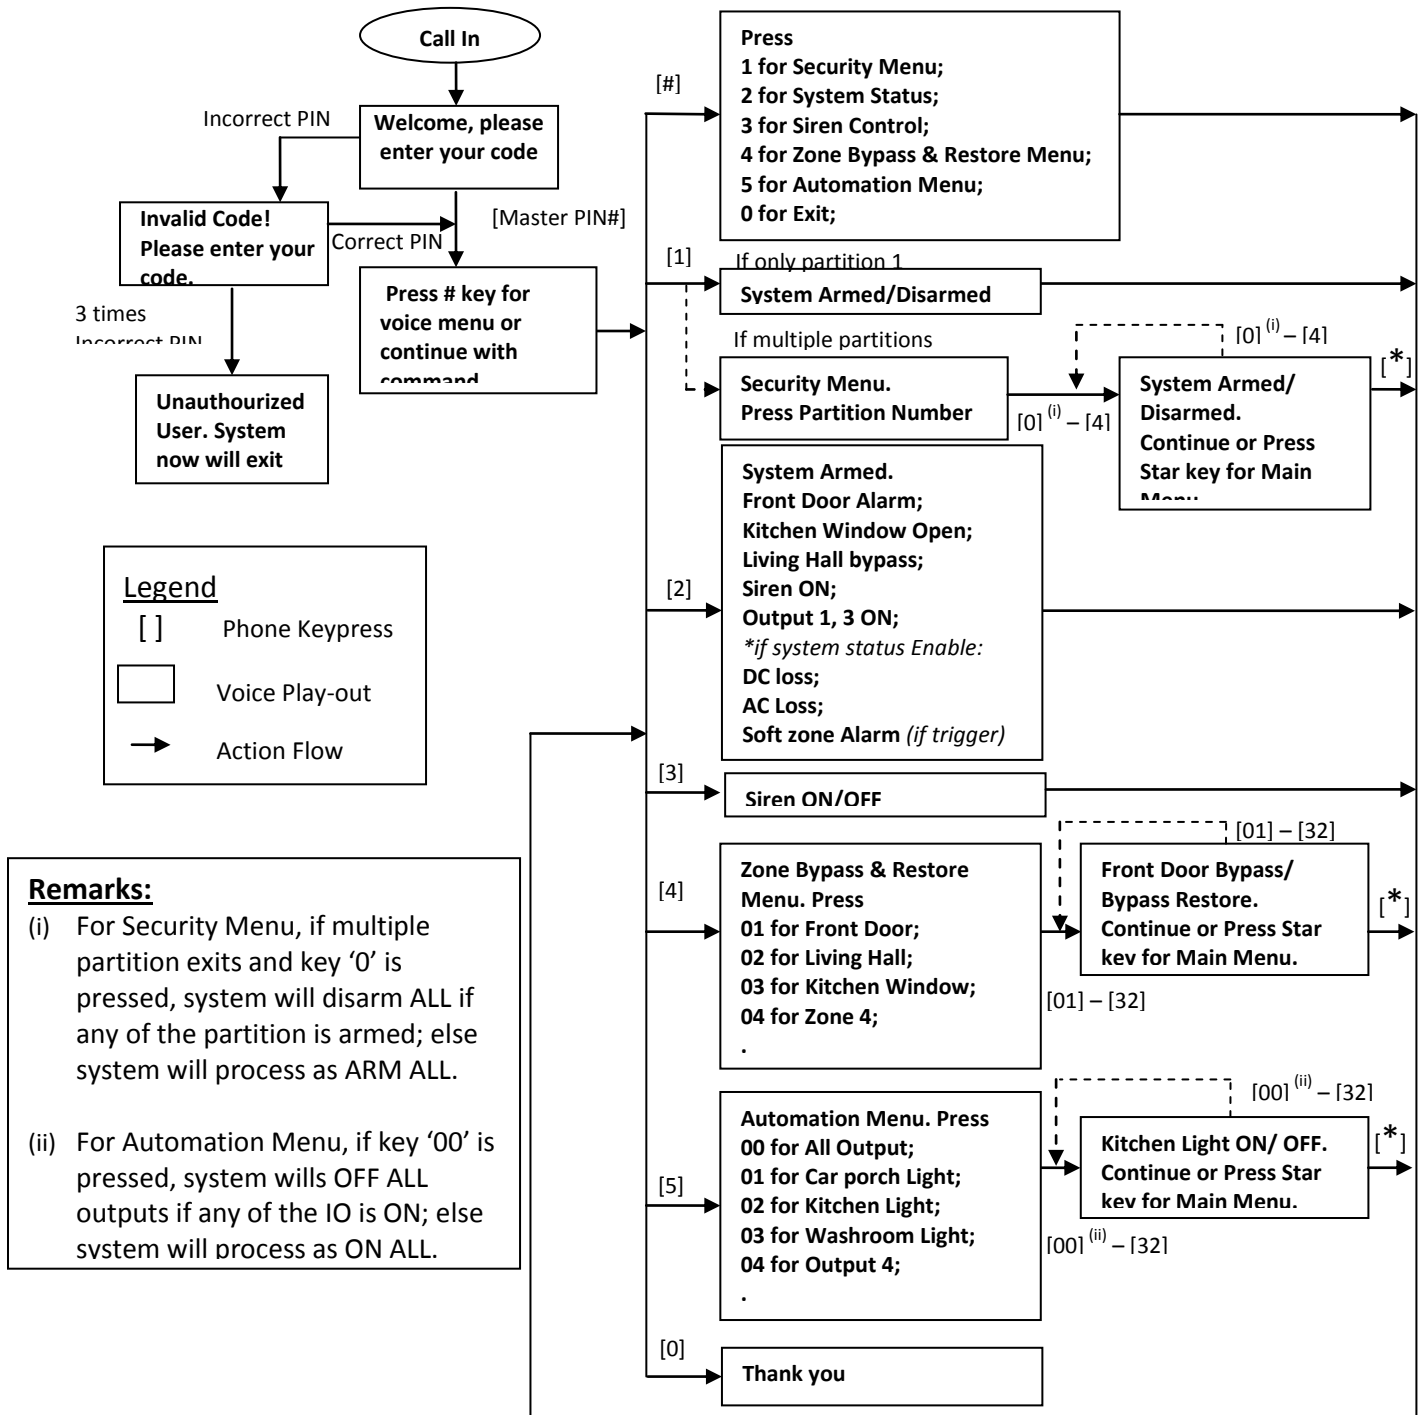 Call In
Incorrect PIN
Welcome, please
enter your code
Invalid Code!
Please enter your
code.
Correct PIN
[Master PIN#]
3 times
Incorrect PIN
Press # key for
voice menu or
continue with
command
Unauthourized
User. System
now will exit
Legend
[ ] Phone Keypress
Voice Play-out
Action Flow
Remarks:
(i) For Security Menu, if multiple
partition exits and key ‘0’ is
pressed, system will disarm ALL if
any of the partition is armed; else
system will process as ARM ALL.
(ii) For Automation Menu, if key ‘00’ is
pressed, system wills OFF ALL
outputs if any of the IO is ON; else
system will process as ON ALL.
[#]
Press
1 for Security Menu;
2 for System Status;
3 for Siren Control;
4 for Zone Bypass & Restore Menu;
5 for Automation Menu;
0 for Exit;
[1]
If only partition 1
System Armed/Disarmed
If multiple partitions
Security Menu.
Press Partition Number
[0] (i) – [4]
[0] (i) – [4]
System Armed/
Disarmed.
Continue or Press
Star key for Main
Menu
[*]
[2]
System Armed.
Front Door Alarm;
Kitchen Window Open;
Living Hall bypass;
Siren ON;
Output 1, 3 ON;
*if system status Enable:
DC loss;
AC Loss;
Soft zone Alarm (if trigger)
[3]
Siren ON/OFF
[4]
Zone Bypass & Restore
Menu. Press
01 for Front Door;
02 for Living Hall;
03 for Kitchen Window;
04 for Zone 4;
.
[01] – [32]
[01] – [32]
Front Door Bypass/
Bypass Restore.
Continue or Press Star
key for Main Menu.
[*]
[5]
Automation Menu. Press
00 for All Output;
01 for Car porch Light;
02 for Kitchen Light;
03 for Washroom Light;
04 for Output 4;
.
[00] (ii) – [32]
[00] (ii) – [32]
Kitchen Light ON/ OFF.
Continue or Press Star
key for Main Menu.
[*]
[0]
Thank you